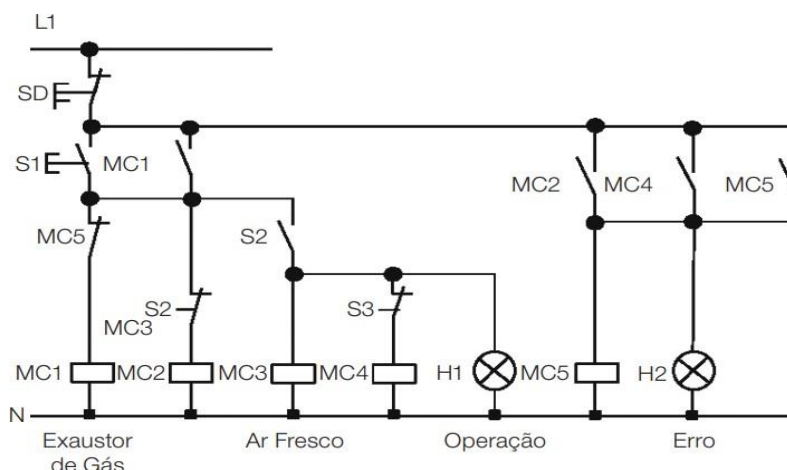 L1
SD
S1
MC1
MC2
MC4
MC5
MC5
S2
S2
MC3
S3
MC1
MC2
MC3
MC4
H1
MC5
H2
N
Exaustor
de Gás
Ar Fresco
Operação
Erro